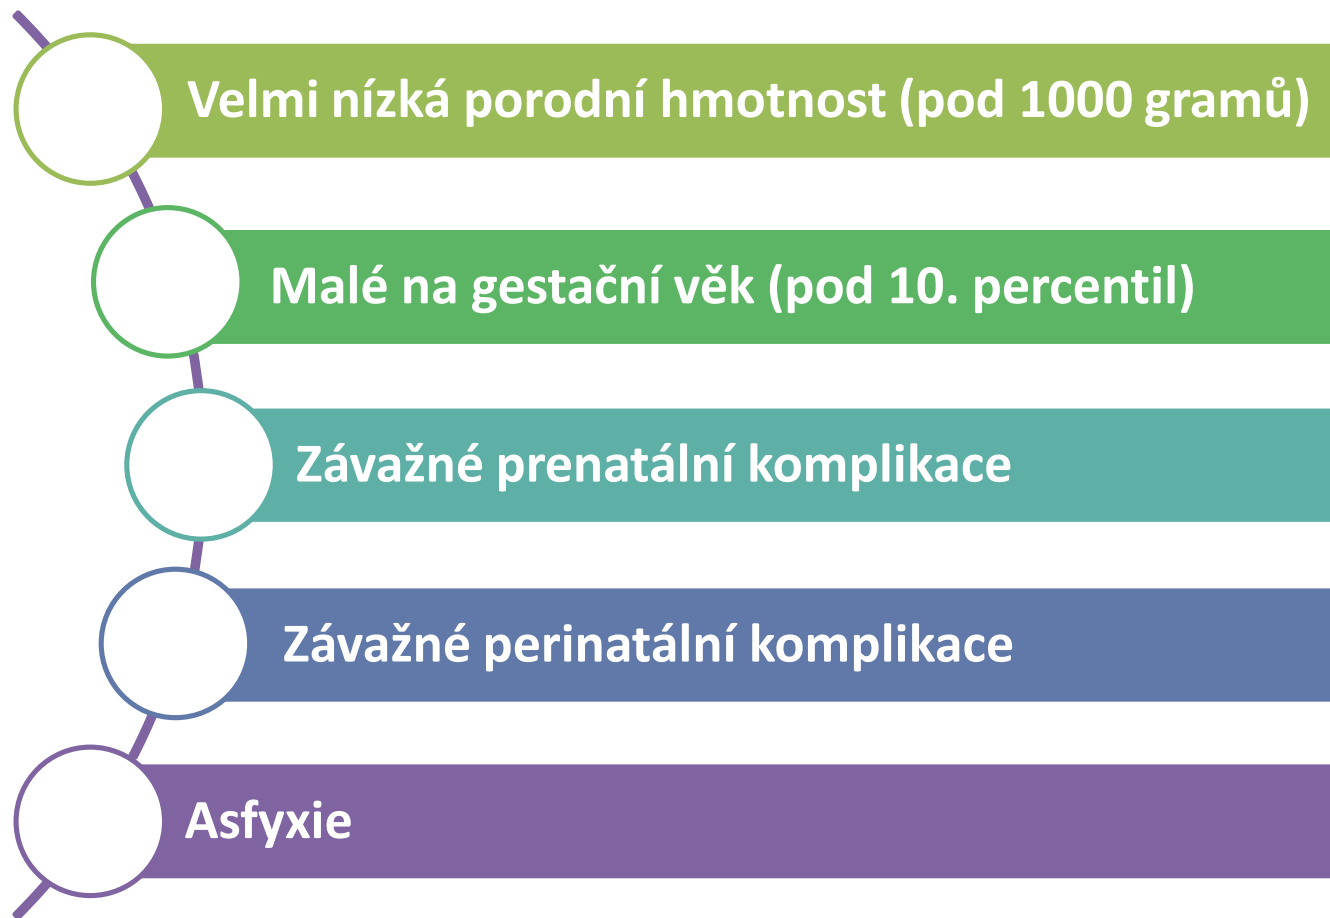 Velmi nízká porodní hmotnost (pod 1000 gramů)
Malé na gestační věk (pod 10. percentil)
Závažné prenatální komplikace
Závažné perinatální komplikace
Asfyxie